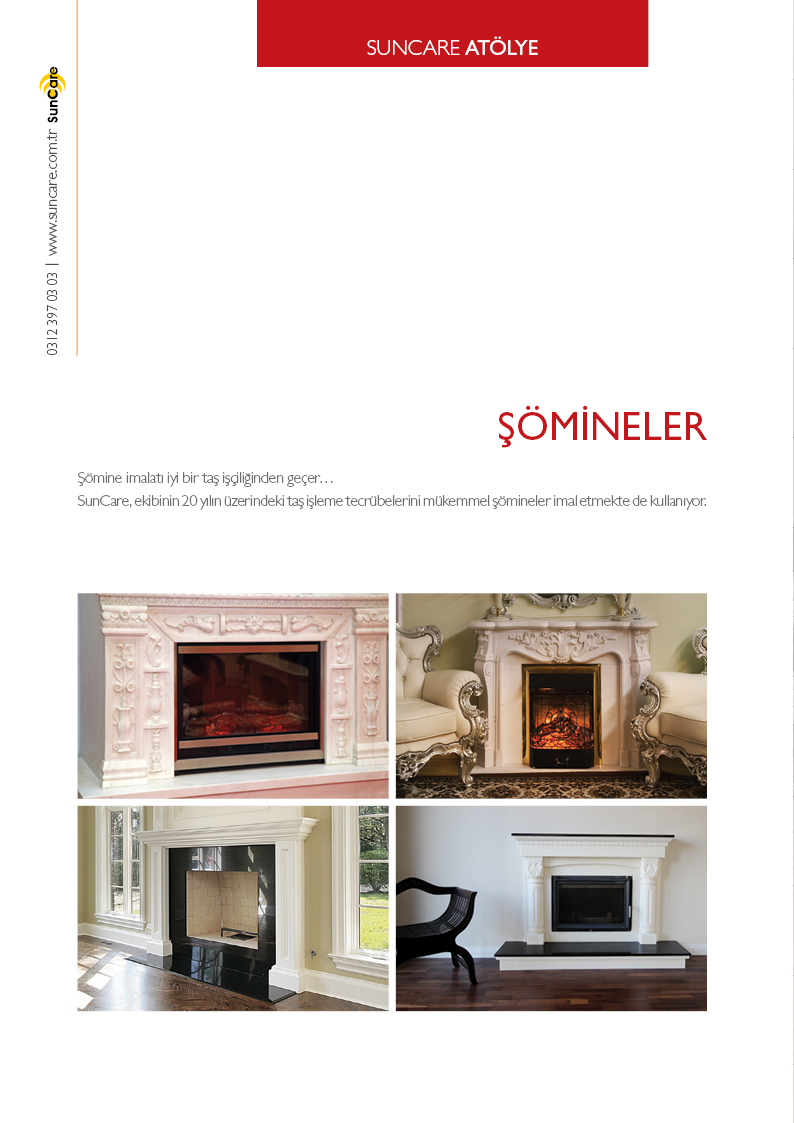 SUNCARE ATÖLYE
0312 397 03 03 | www.suncare.com.tr SunCare
ŞÖMİNELER
Şömine imalatı iyi bir taş işçiliğinden geçer…
SunCare, ekibinin 20 yılın üzerindeki taş işleme tecrübelerini mükemmel şömineler imal etmekte de kullanıyor.